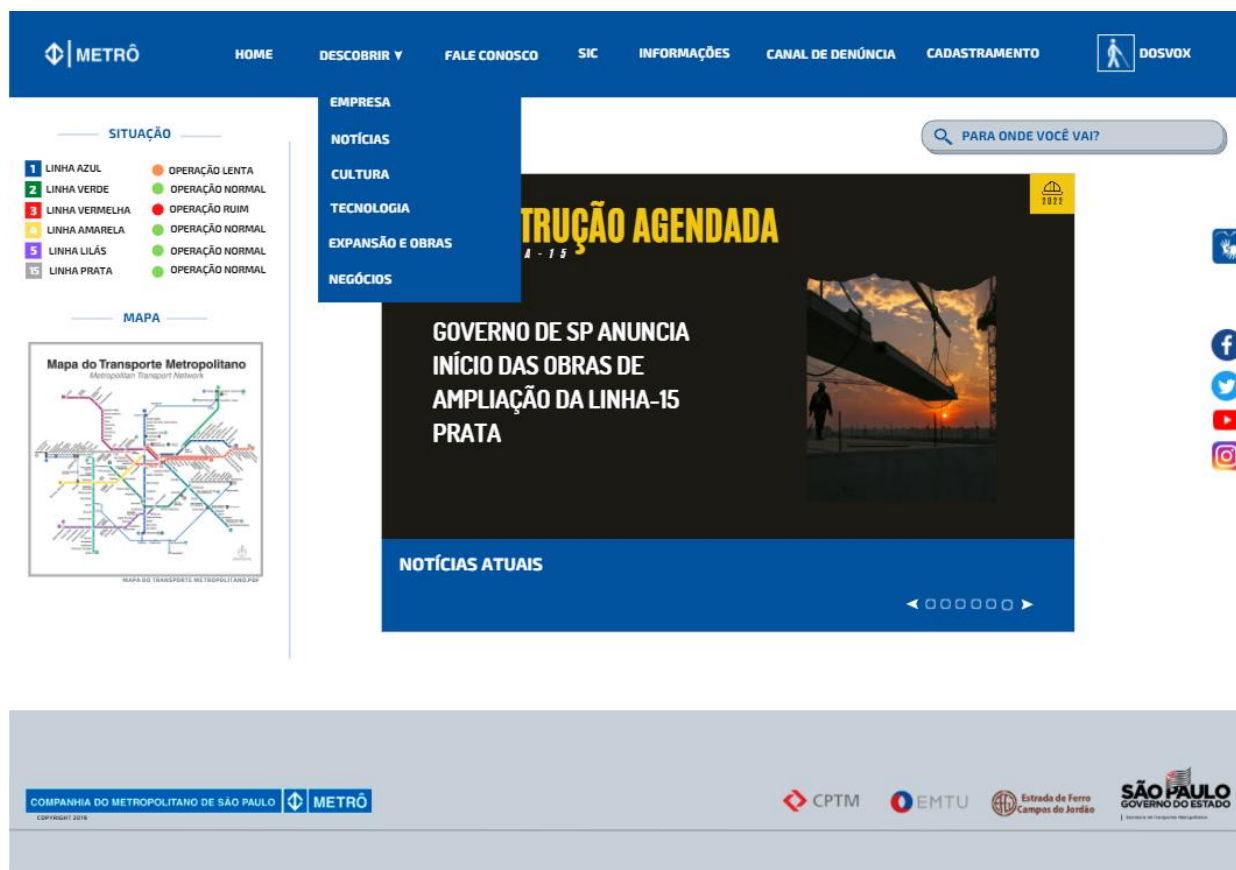 METRÔ
HOME
DESCOBRIR
FALE CONOSCO
SIC
INFORMAÇÕES
CANAL DE DENÚNCIA
CADASTRAMENTO
DOSVOX
EMPRESA
NOTÍCIAS
CULTURA
TECNOLOGIA
EXPANSÃO E OBRAS
NEGÓCIOS
SITUAÇÃO
1 LINHA AZUL OPERAÇÃO LENTA
2 LINHA VERDE OPERAÇÃO NORMAL
3 LINHA VERMELHA OPERAÇÃO RUIM
4 LINHA AMARELA OPERAÇÃO NORMAL
5 LINHA LILÁS OPERAÇÃO NORMAL
15 LINHA PRATA OPERAÇÃO NORMAL
MAPA
Mapa do Transporte Metropolitano
Metropolitan Transport Network
MAPA DO TRANSPORTE METROPOLITANO.PDF
PARA ONDE VOCÊ VAI?
2022
TRUÇÃO AGENDADA
A - 15
GOVERNO DE SP ANUNCIA
INÍCIO DAS OBRAS DE
AMPLIAÇÃO DA LINHA-15
PRATA
NOTÍCIAS ATUAIS
COMPANHIA DO METROPOLITANO DE SÃO PAULO METRÔ
COPYRIGHT 2018
CPTM
EMTU
Estrada de Ferro
Campos do Jordão
SÃO PAULO
GOVERNO DO ESTADO